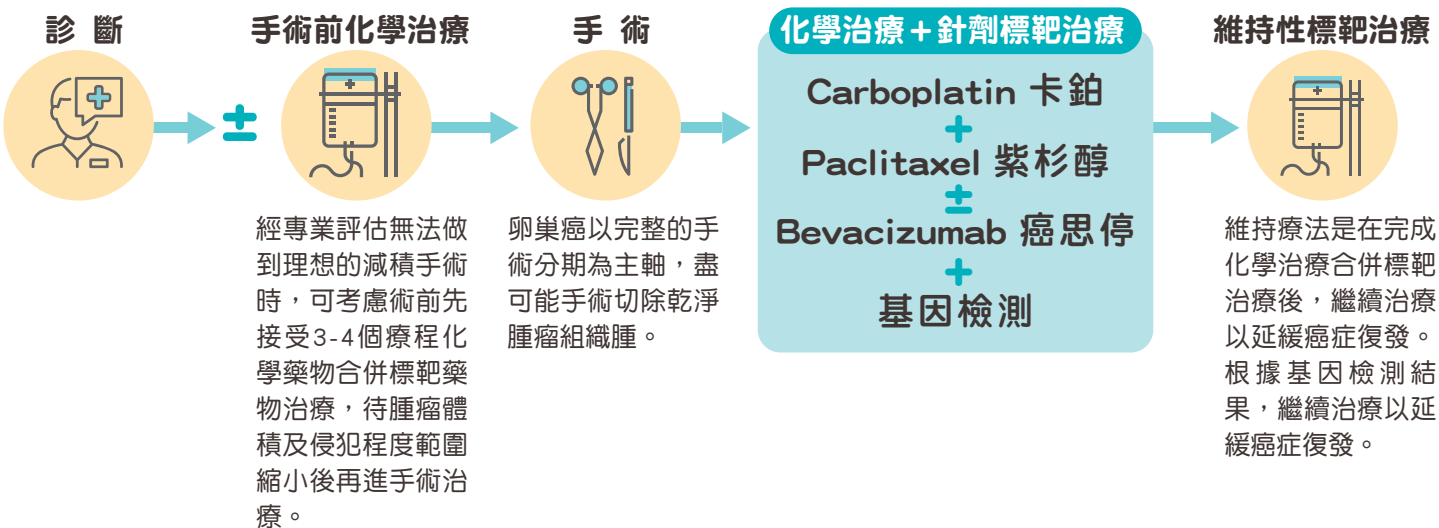 診 斷
±
手術前化學治療
經專業評估無法做
到理想的減積手術
時，可考慮術前先
接受3-4個療程化
學藥物合併標靶藥
物治療，待腫瘤體
積及侵犯程度範圍
縮小後再進手術治
療。
手 術
卵巢癌以完整的手
術分期為主軸，盡
可能手術切除乾淨
腫瘤組織腫。
化學治療＋針劑標靶治療
Carboplatin 卡鉑
+
Paclitaxel 紫杉醇
±
Bevacizumab 癌思停
+
基因檢測
維持性標靶治療
維持療法是在完成
化學治療合併標靶
治療後，繼續治療
以延緩癌症復發。
根據基因檢測結
果，繼續治療以延
緩癌症復發。